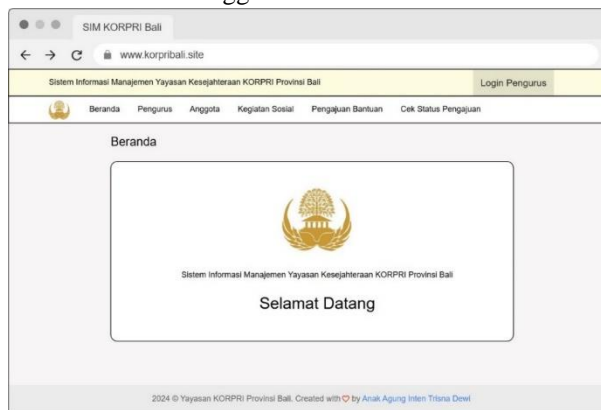 SIM KORPRI Bali
www.korpribali.site
Sistem Informasi Manajemen Yayasan Kesejahteraan KORPRI Provinsi Bali Login Pengurus
Beranda Pengurus Anggota Kegiatan Sosial Pengajuan Bantuan Cek Status Pengajuan
Beranda
Sistem Informasi Manajemen Yayasan Kesejahteraan KORPRI Provinsi Bali
Selamat Datang
2024 © Yayasan KORPRI Provinsi Bali. Created with by Anak Agung Inten Trisna Dewi